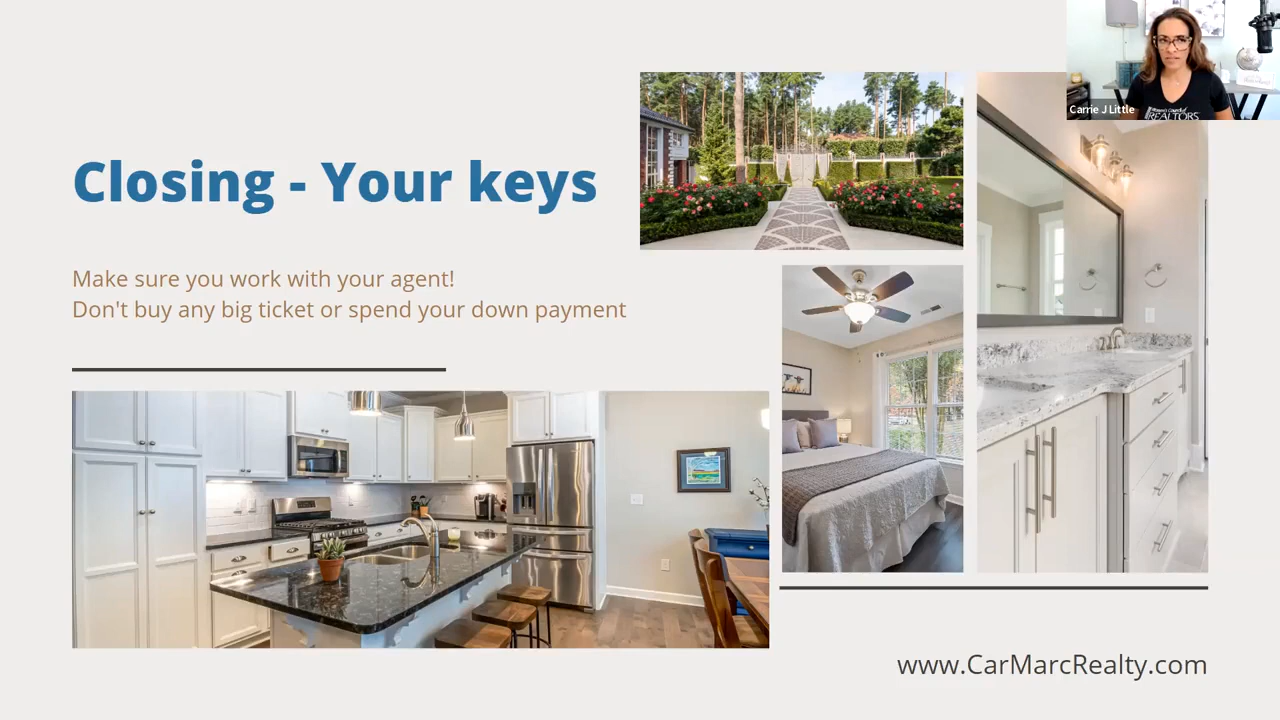 Closing - Your keys
Make sure you work with your agent!
Don't buy any big ticket or spend your down payment
www.CarMarcRealty.com
Carrie J Little
REALTORS